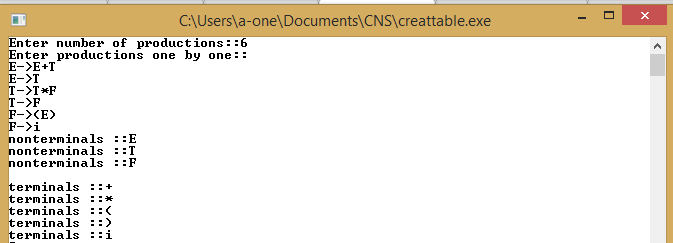 C:\Users\a-one\Documents\CNS\creattable.exe
Enter number of productions::6
Enter productions one by one::
E->E+T
E->T
T->T*F
T->F
F->(E)
F->i
nonterminals ::E
nonterminals ::T
nonterminals ::F
terminals ::+
terminals ::*
terminals ::(
terminals ::)
terminals ::i